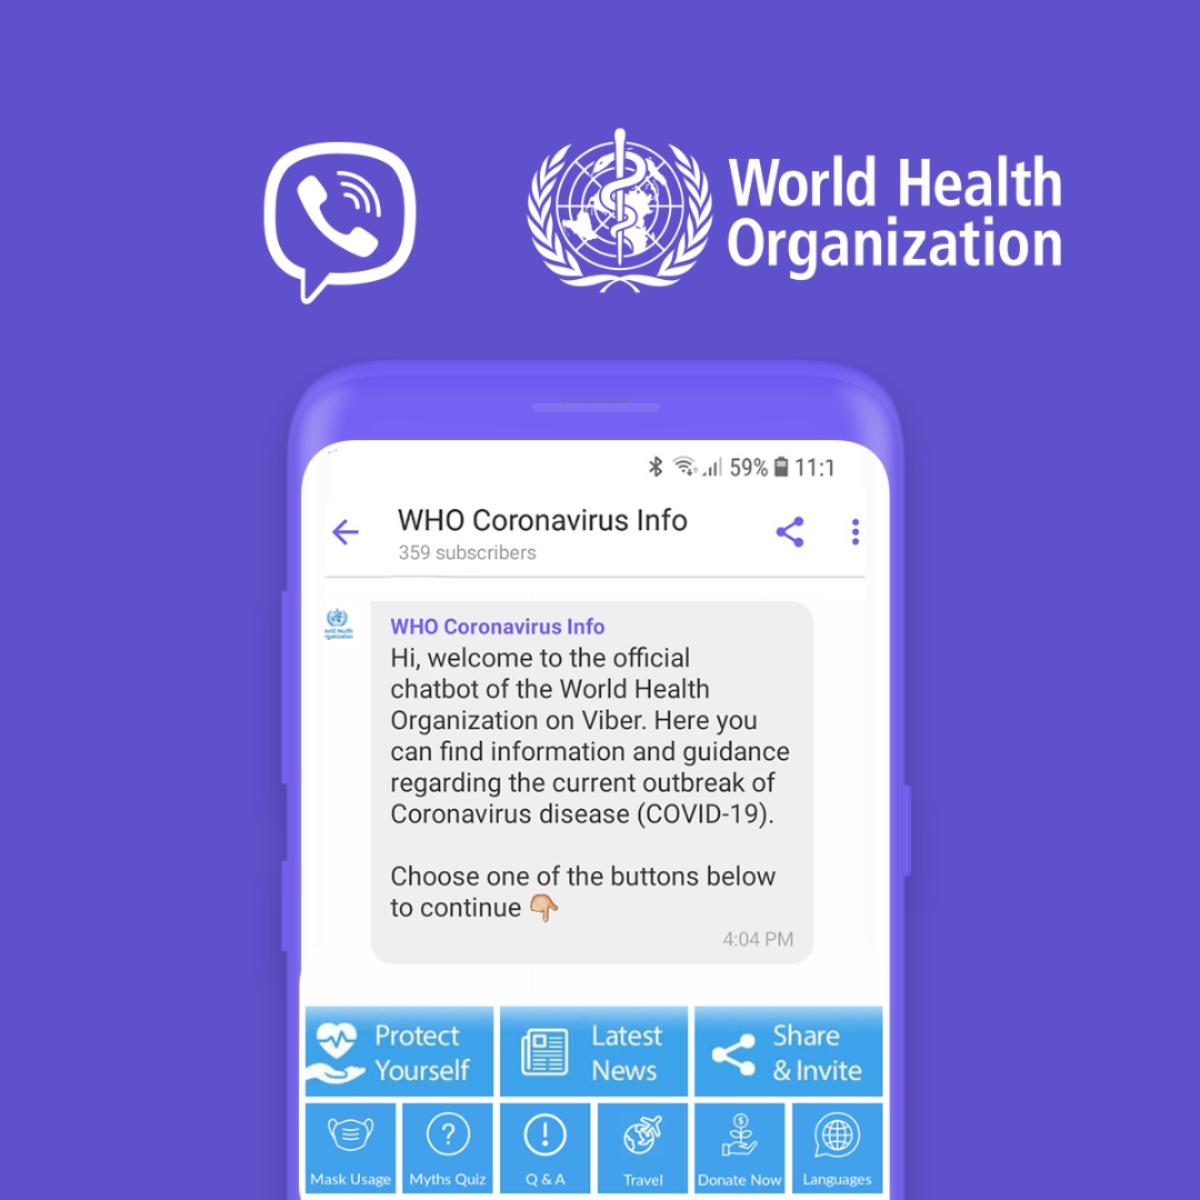 World Health
Organization
59% 11:1
WHO Coronavirus Info
359 subscribers
World Health
Organization
WHO Coronavirus Info
Hi, welcome to the official
chatbot of the World Health
Organization on Viber. Here you
can find information and guidance
regarding the current outbreak of
Coronavirus disease (COVID-19).
Choose one of the buttons below
to continue
4:04 PM
Protect
Yourself
Latest
News
Share
& Invite
Mask Usage
Myths Quiz
Q & A
Travel
Donate Now
Languages